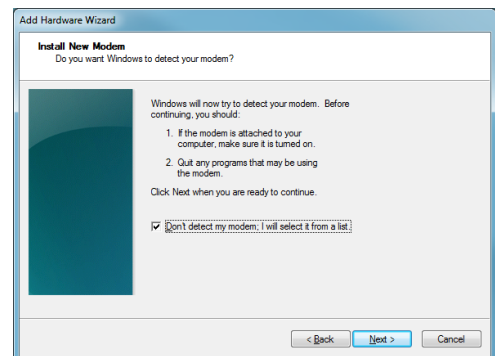 Add Hardware Wizard
Install New Modem
Do you want Windows to detect your modem?
Windows will now try to detect your modem. Before
continuing, you should:
1. If the modem is attached to your
computer, make sure it is turned on.
2. Quit any programs that may be using
the modem.
Click Next when you are ready to continue.
Don't detect my modem; I will select it from a list.
< Back Next > Cancel